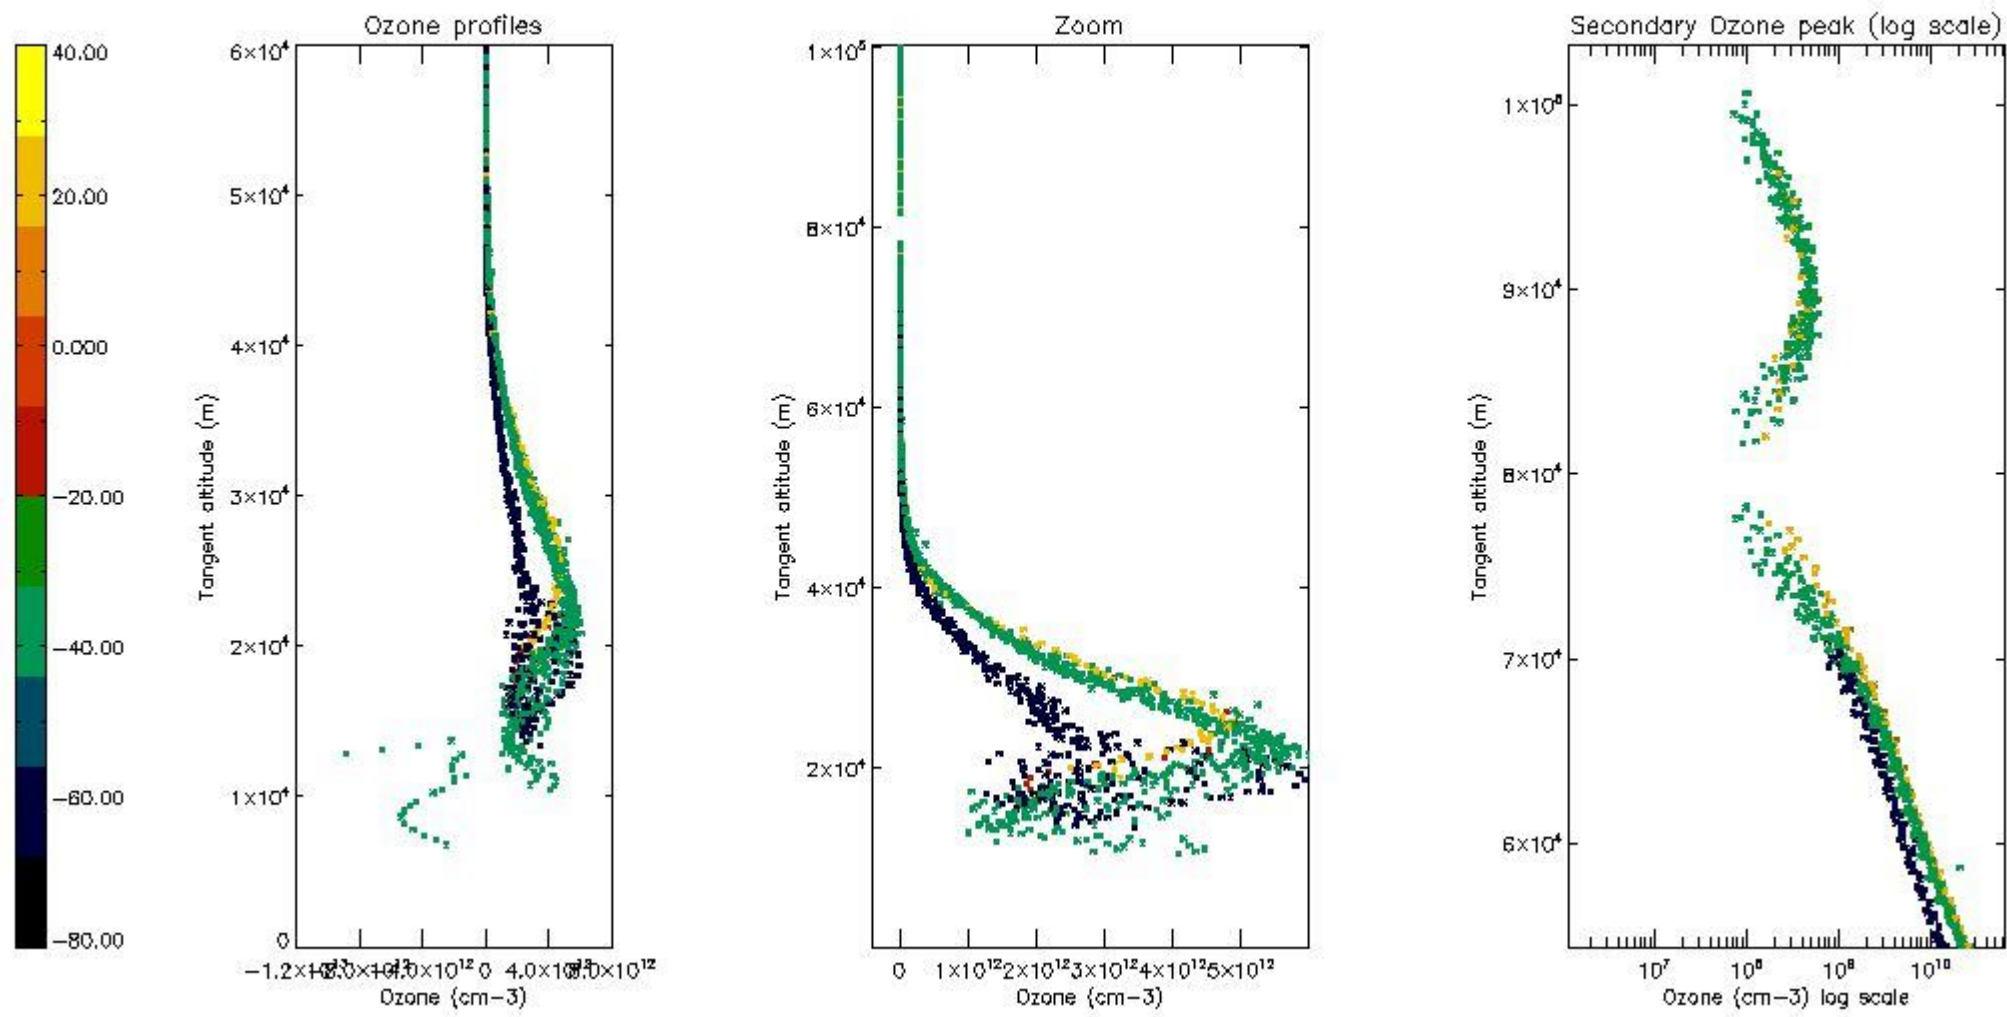 Ozone profiles
Zoom
Secondary Ozone peak (log scale)
40.00
20.00
0.000
−20.00
−40.00
−60.00
−80.00
6×10⁴
5×10⁴
4×10⁴
3×10⁴
2×10⁴
1×10⁴
0
Tangent altitude (m)
0
Ozone (cm−3)
1×10⁵
8×10⁴
6×10⁴
4×10⁴
2×10⁴
Tangent altitude (m)
0 1×10¹² 2×10¹² 3×10¹² 4×10¹² 5×10¹²
Ozone (cm−3)
9×10⁴
8×10⁴
7×10⁴
6×10⁴
Tangent altitude (m)
10⁷ 10⁸ 10⁹ 10¹⁰
Ozone (cm−3) log scale